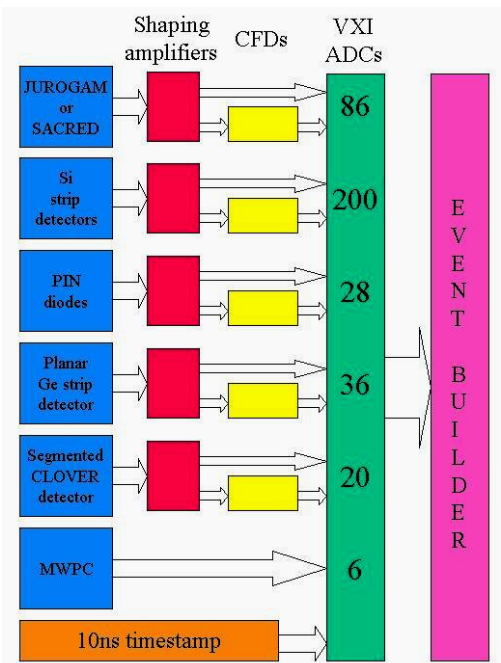 Shaping
amplifiers
CFDs
VXI
ADCs
JUROGAM
or
SACRED
86
Si
strip
detectors
200
PIN
diodes
28
Planar
Ge strip
detector
36
Segmented
CLOVER
detector
20
MWPC
6
10ns timestamp
E
V
E
N
T
B
U
I
L
D
E
R